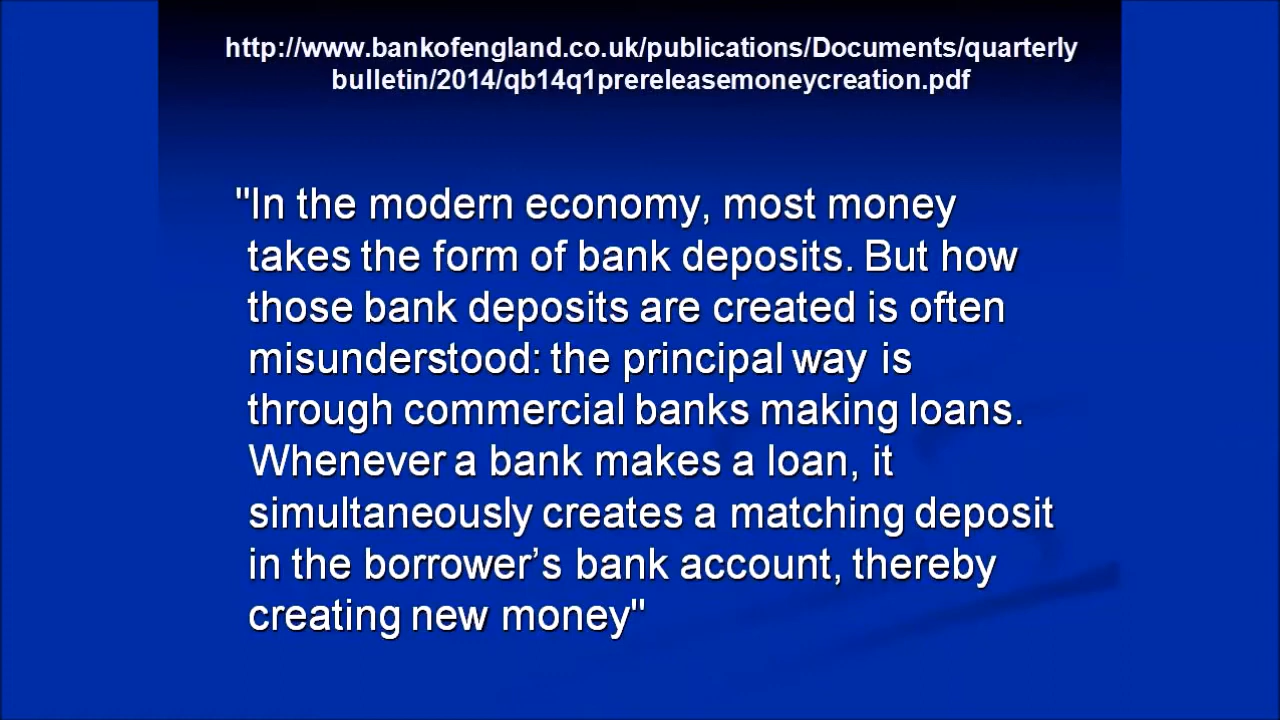 http://www.bankofengland.co.uk/publications/Documents/quarterly
bulletin/2014/qb14q1prereleasemoneycreation.pdf
"In the modern economy, most money
takes the form of bank deposits. But how
those bank deposits are created is often
misunderstood: the principal way is
through commercial banks making loans.
Whenever a bank makes a loan, it
simultaneously creates a matching deposit
in the borrower’s bank account, thereby
creating new money"